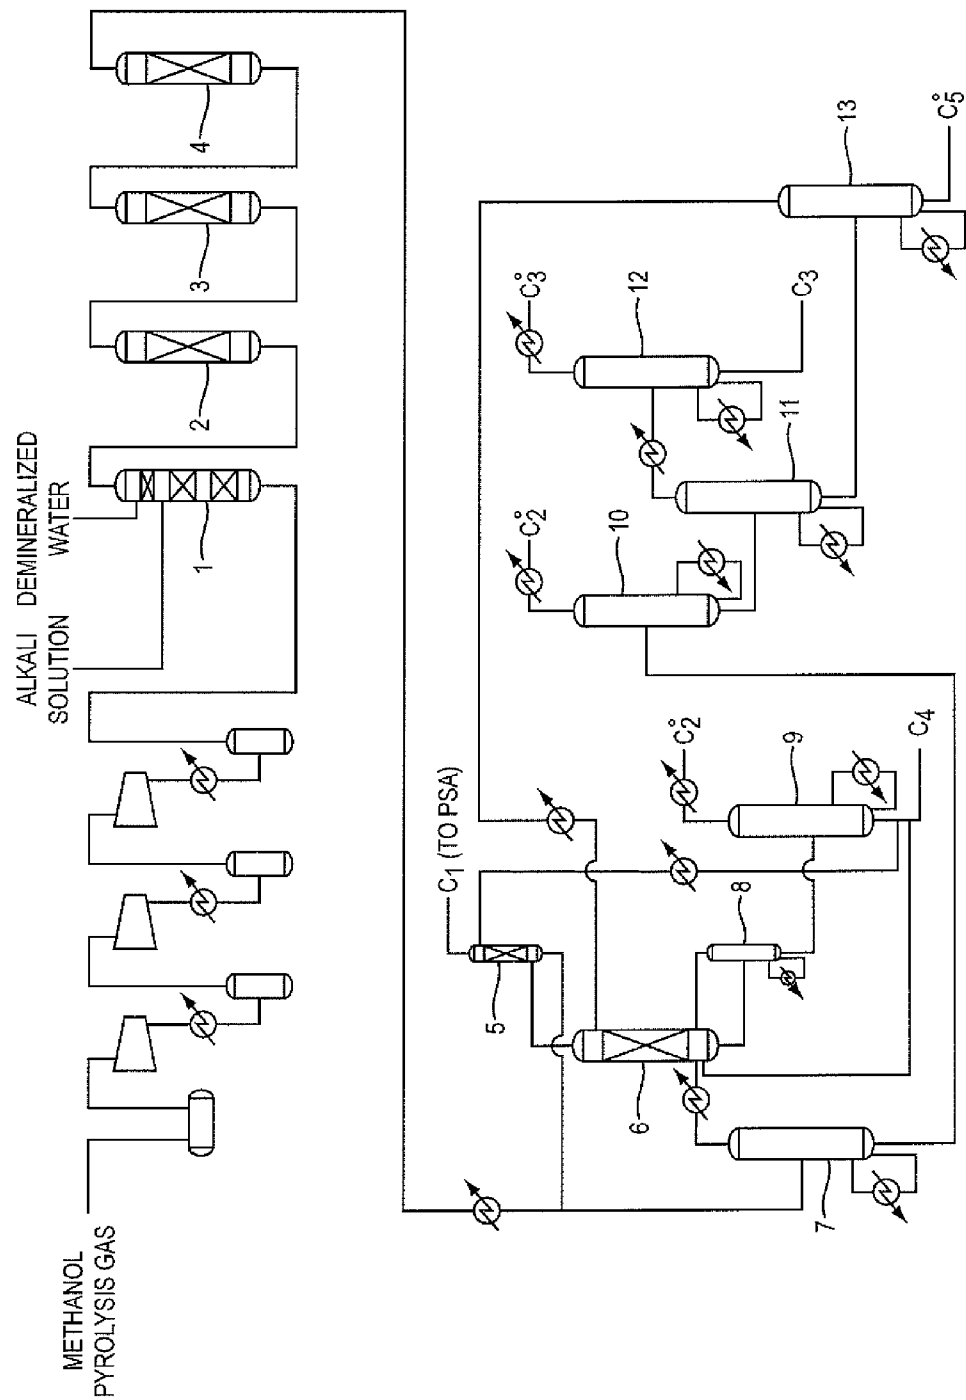 METHANOL
PYROLYSIS GAS
ALKALI
SOLUTION
DEMINERALIZED
WATER
1
2
3
4
C₁ (TO PSA)
5
6
7
8
9
C₂°
C₄
10
C₂°
11
12
C₃°
C₃
13
C₅°